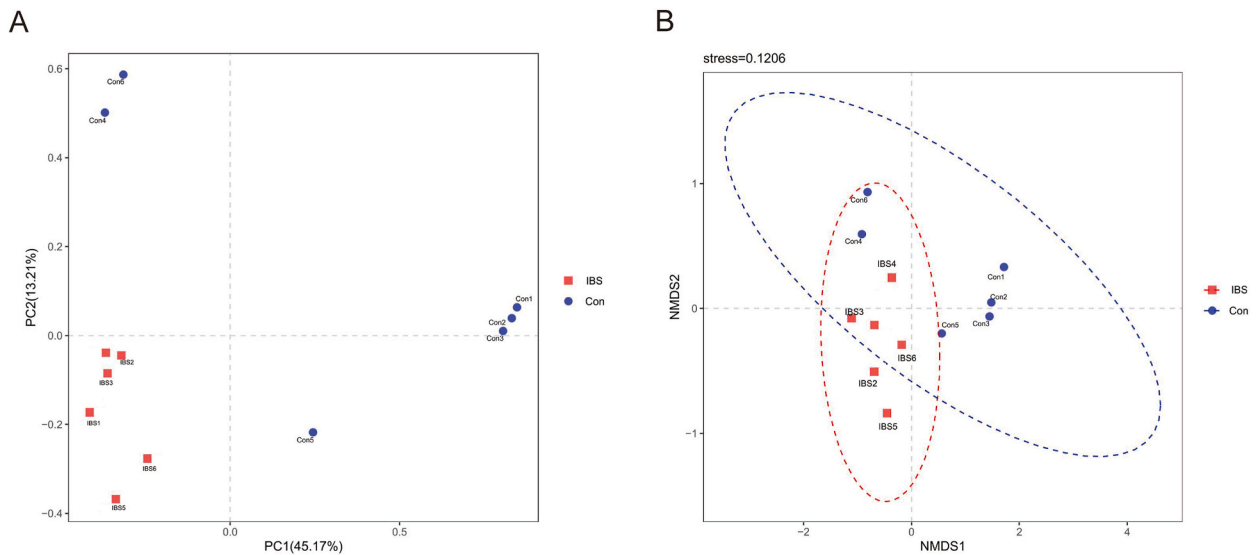 A
0.6
0.4
0.2
0.0
−0.2
−0.4
PC2(13.21%)
0.0
0.5
PC1(45.17%)
Con6
Con4
Con1
Con2
Con3
IBS2
IBS3
IBS1
IBS6
IBS5
Con5
IBS
Con
B
stress=0.1206
1
0
−1
NMDS2
−2
0
2
4
NMDS1
Con6
Con4
IBS4
Con1
Con2
IBS3
Con3
Con5
IBS6
IBS2
IBS5
IBS
Con